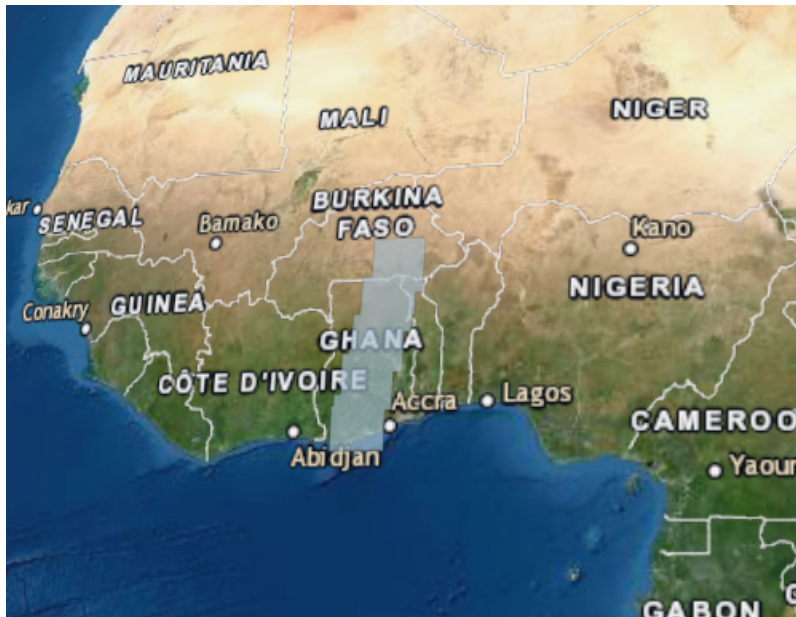 MAURITANIA
MALI
NIGER
BURKINA
FASO
SENEGAL
Bamako
Kano
NIGERIA
Conakry
GUINEA
GHANA
CÔTE D'IVOIRE
Accra
Lagos
CAMEROO
Abidjan
Yaour
GABON